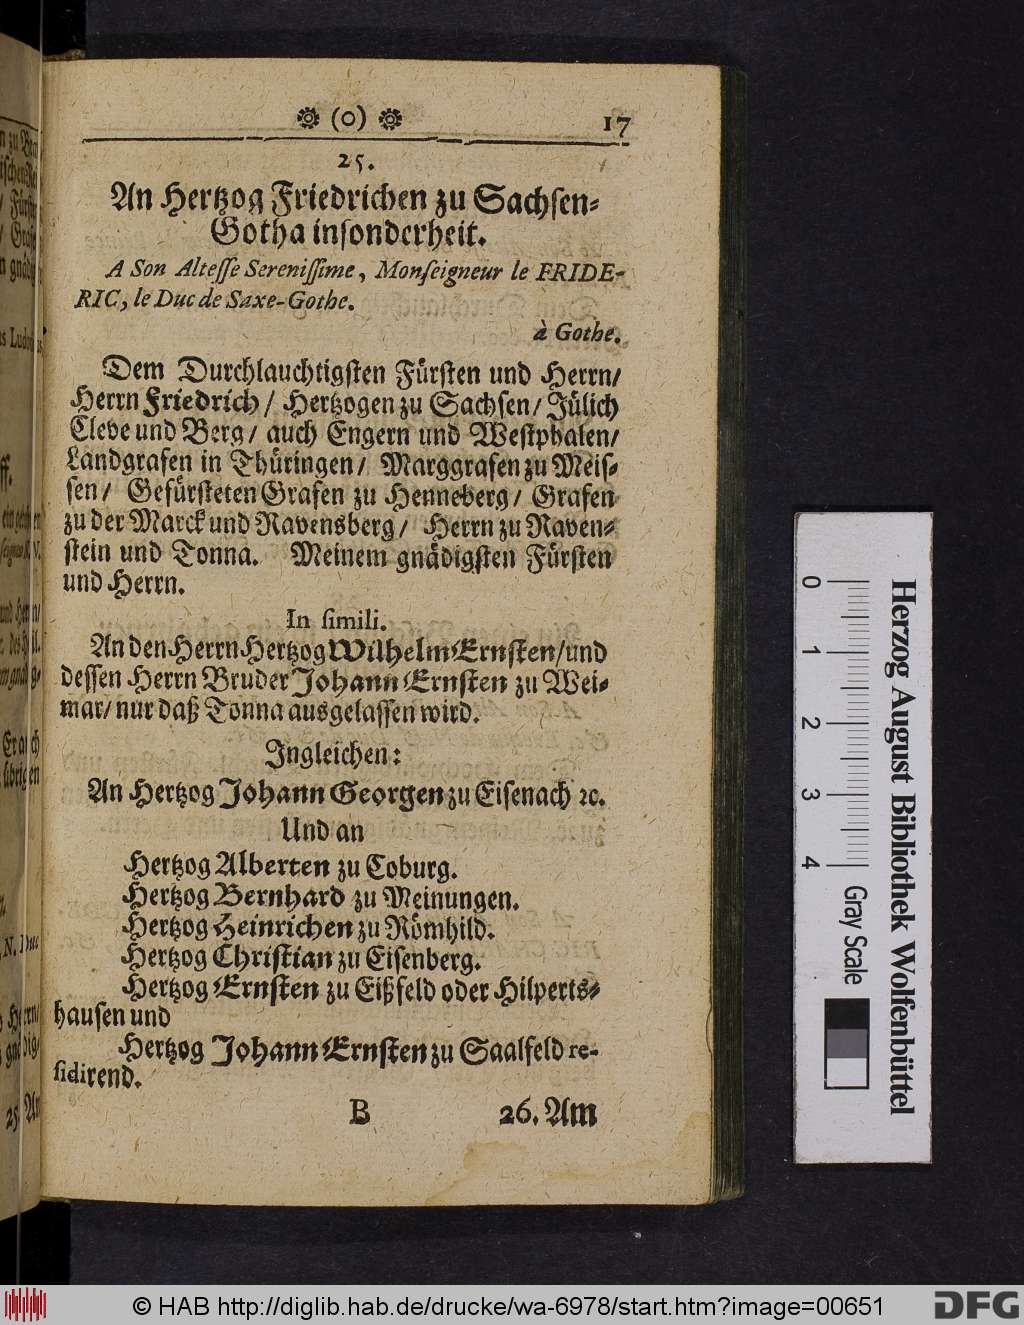 ❁ (o) ❁ 17
25.
An Hertzog Friedrichen zu Sachſen-
Gotha inſonderheit.
A Son Alteſſe Sereniſſime, Monſeigneur le FRIDE-
RIC, le Duc de Saxe-Gothe.
à Gothe.
Dem Durchlauchtigſten Fürſten und Herrn/
Herrn Friedrich/ Hertzogen zu Sachſen/ Jülich
Cleve und Berg/ auch Engern und Weſtphalen/
Landgrafen in Thüringen/ Marggrafen zu Meiſ-
ſen/ Gefürſteten Grafen zu Henneberg/ Grafen
zu der Marck und Ravensberg/ Herrn zu Raven-
ſtein und Tonna. Meinem gnädigſten Fürſten
und Herrn.
In ſimili.
An den Herrn Hertzog Wilhelm Ernſten/und
deſſen Herrn Bruder Johann Ernſten zu Wei-
mar/ nur daß Tonna ausgelaſſen wird.
Ingleichen:
An Hertzog Johann Georgen zu Eiſenach ꝛc.
Und an
Hertzog Alberten zu Coburg.
Hertzog Bernhard zu Meinungen.
Hertzog Heinrichen zu Römhild.
Hertzog Chriſtian zu Eiſenberg.
Hertzog Ernſten zu Eißfeld oder Hilperts-
hauſen und
Hertzog Johann Ernſten zu Saalfeld re-
ſidirend.
B 26. Am
0 1 2 3 4 Gray Scale
Herzog August Bibliothek Wolfenbüttel
© HAB http://diglib.hab.de/drucke/wa-6978/start.htm?image=00651
DFG